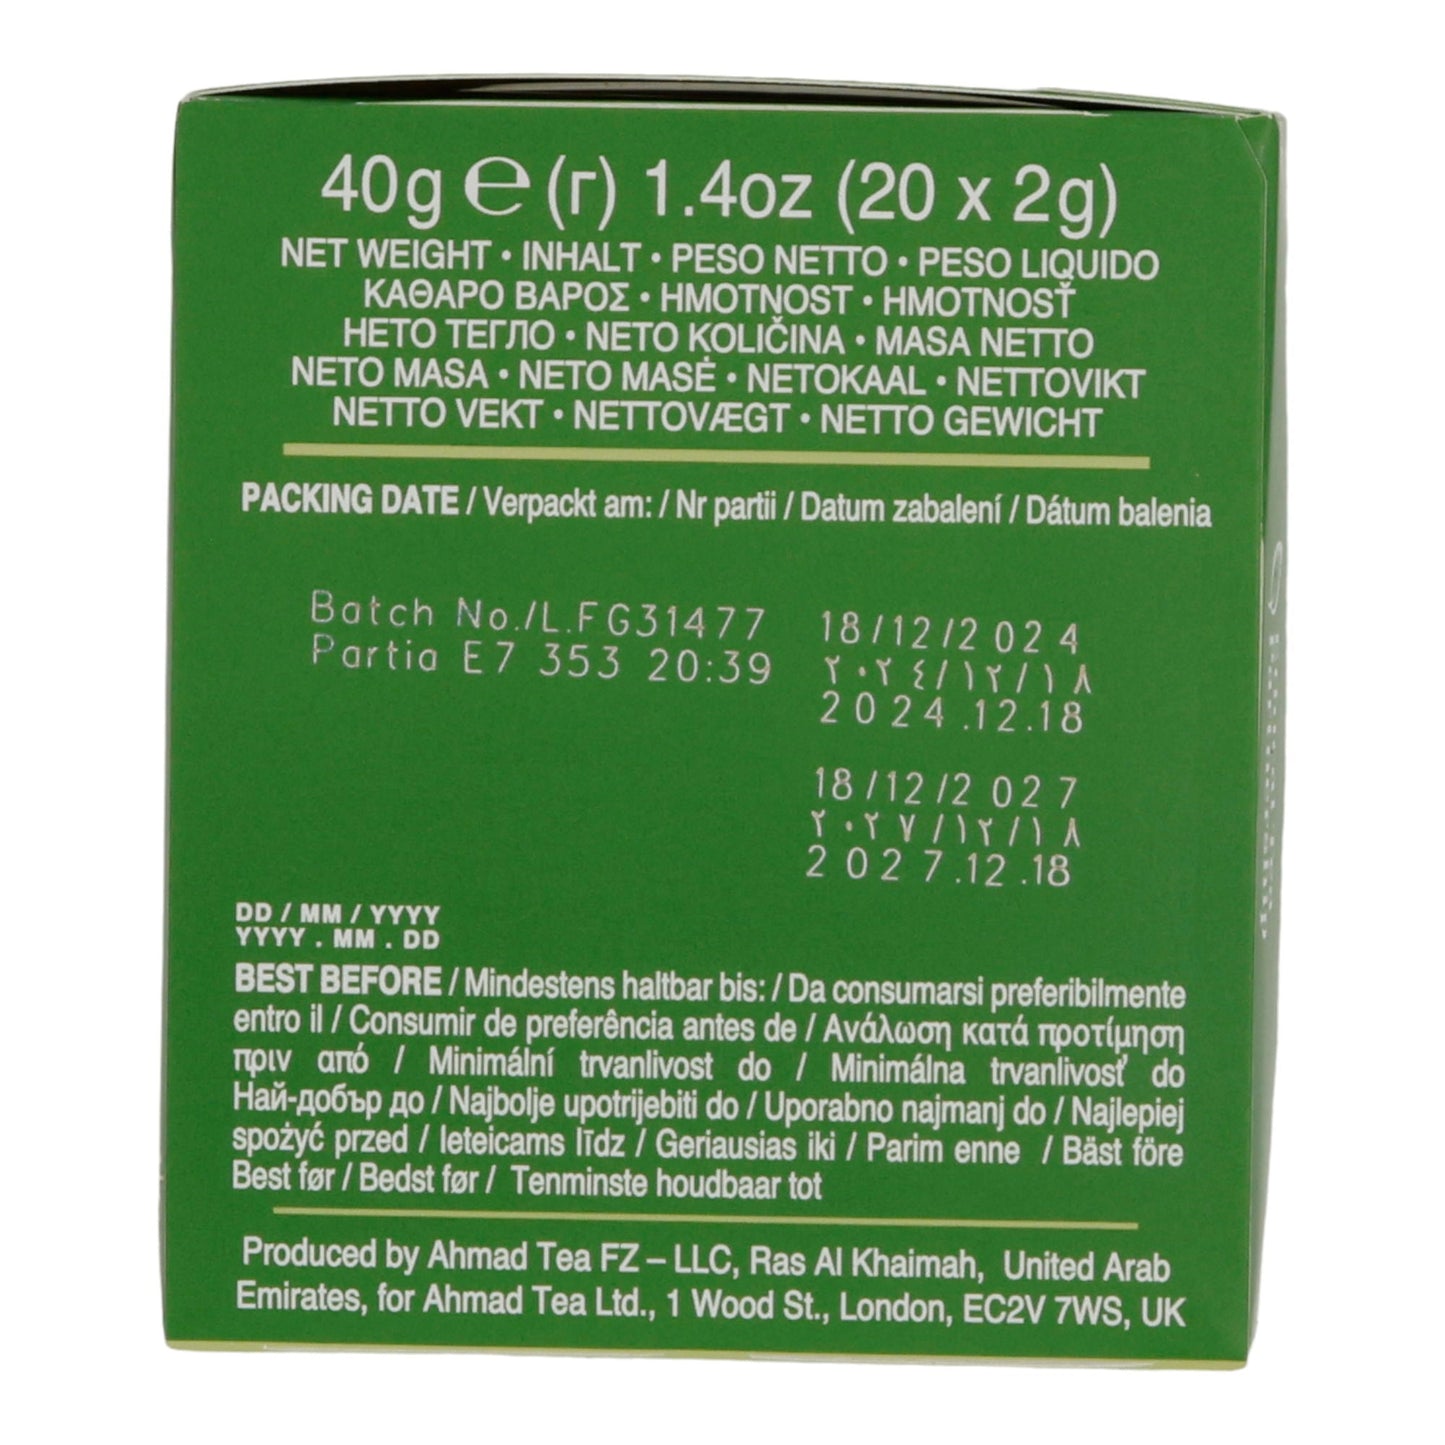 40g ℮ (г) 1.4oz (20 x 2g)
NET WEIGHT • INHALT • PESO NETTO • PESO LIQUIDO
ΚΑΘΑΡΟ ΒΑΡΟΣ • HMOTNOST • HMOTNOSŤ
НЕТО ТЕГЛО • NETO KOLIČINA • MASA NETTO
NETO MASA • NETO MASĖ • NETOKAAL • NETTOVIKT
NETTO VEKT • NETTOVÆGT • NETTO GEWICHT
PACKING DATE / Verpackt am: / Nr partii / Datum zabalení / Dátum balenia
Batch No./L.FG31477
Partia E7 353 20:39
18/12/2024
٢٠٢٤/١٢/١٨
2024.12.18
18/12/2027
٢٠٢٧/١٢/١٨
2027.12.18
DD / MM / YYYY
YYYY . MM . DD
BEST BEFORE / Mindestens haltbar bis: / Da consumarsi preferibilmente
entro il / Consumir de preferência antes de / Ανάλωση κατά προτίμηση
πριν από / Minimální trvanlivost do / Minimálna trvanlivosť do
Най-добър до / Najbolje upotrijebiti do / Uporabno najmanj do / Najlepiej
spożyć przed / Ieteicams līdz / Geriausias iki / Parim enne / Bäst före
Best før / Bedst før / Tenminste houdbaar tot
Produced by Ahmad Tea FZ – LLC, Ras Al Khaimah, United Arab
Emirates, for Ahmad Tea Ltd., 1 Wood St., London, EC2V 7WS, UK